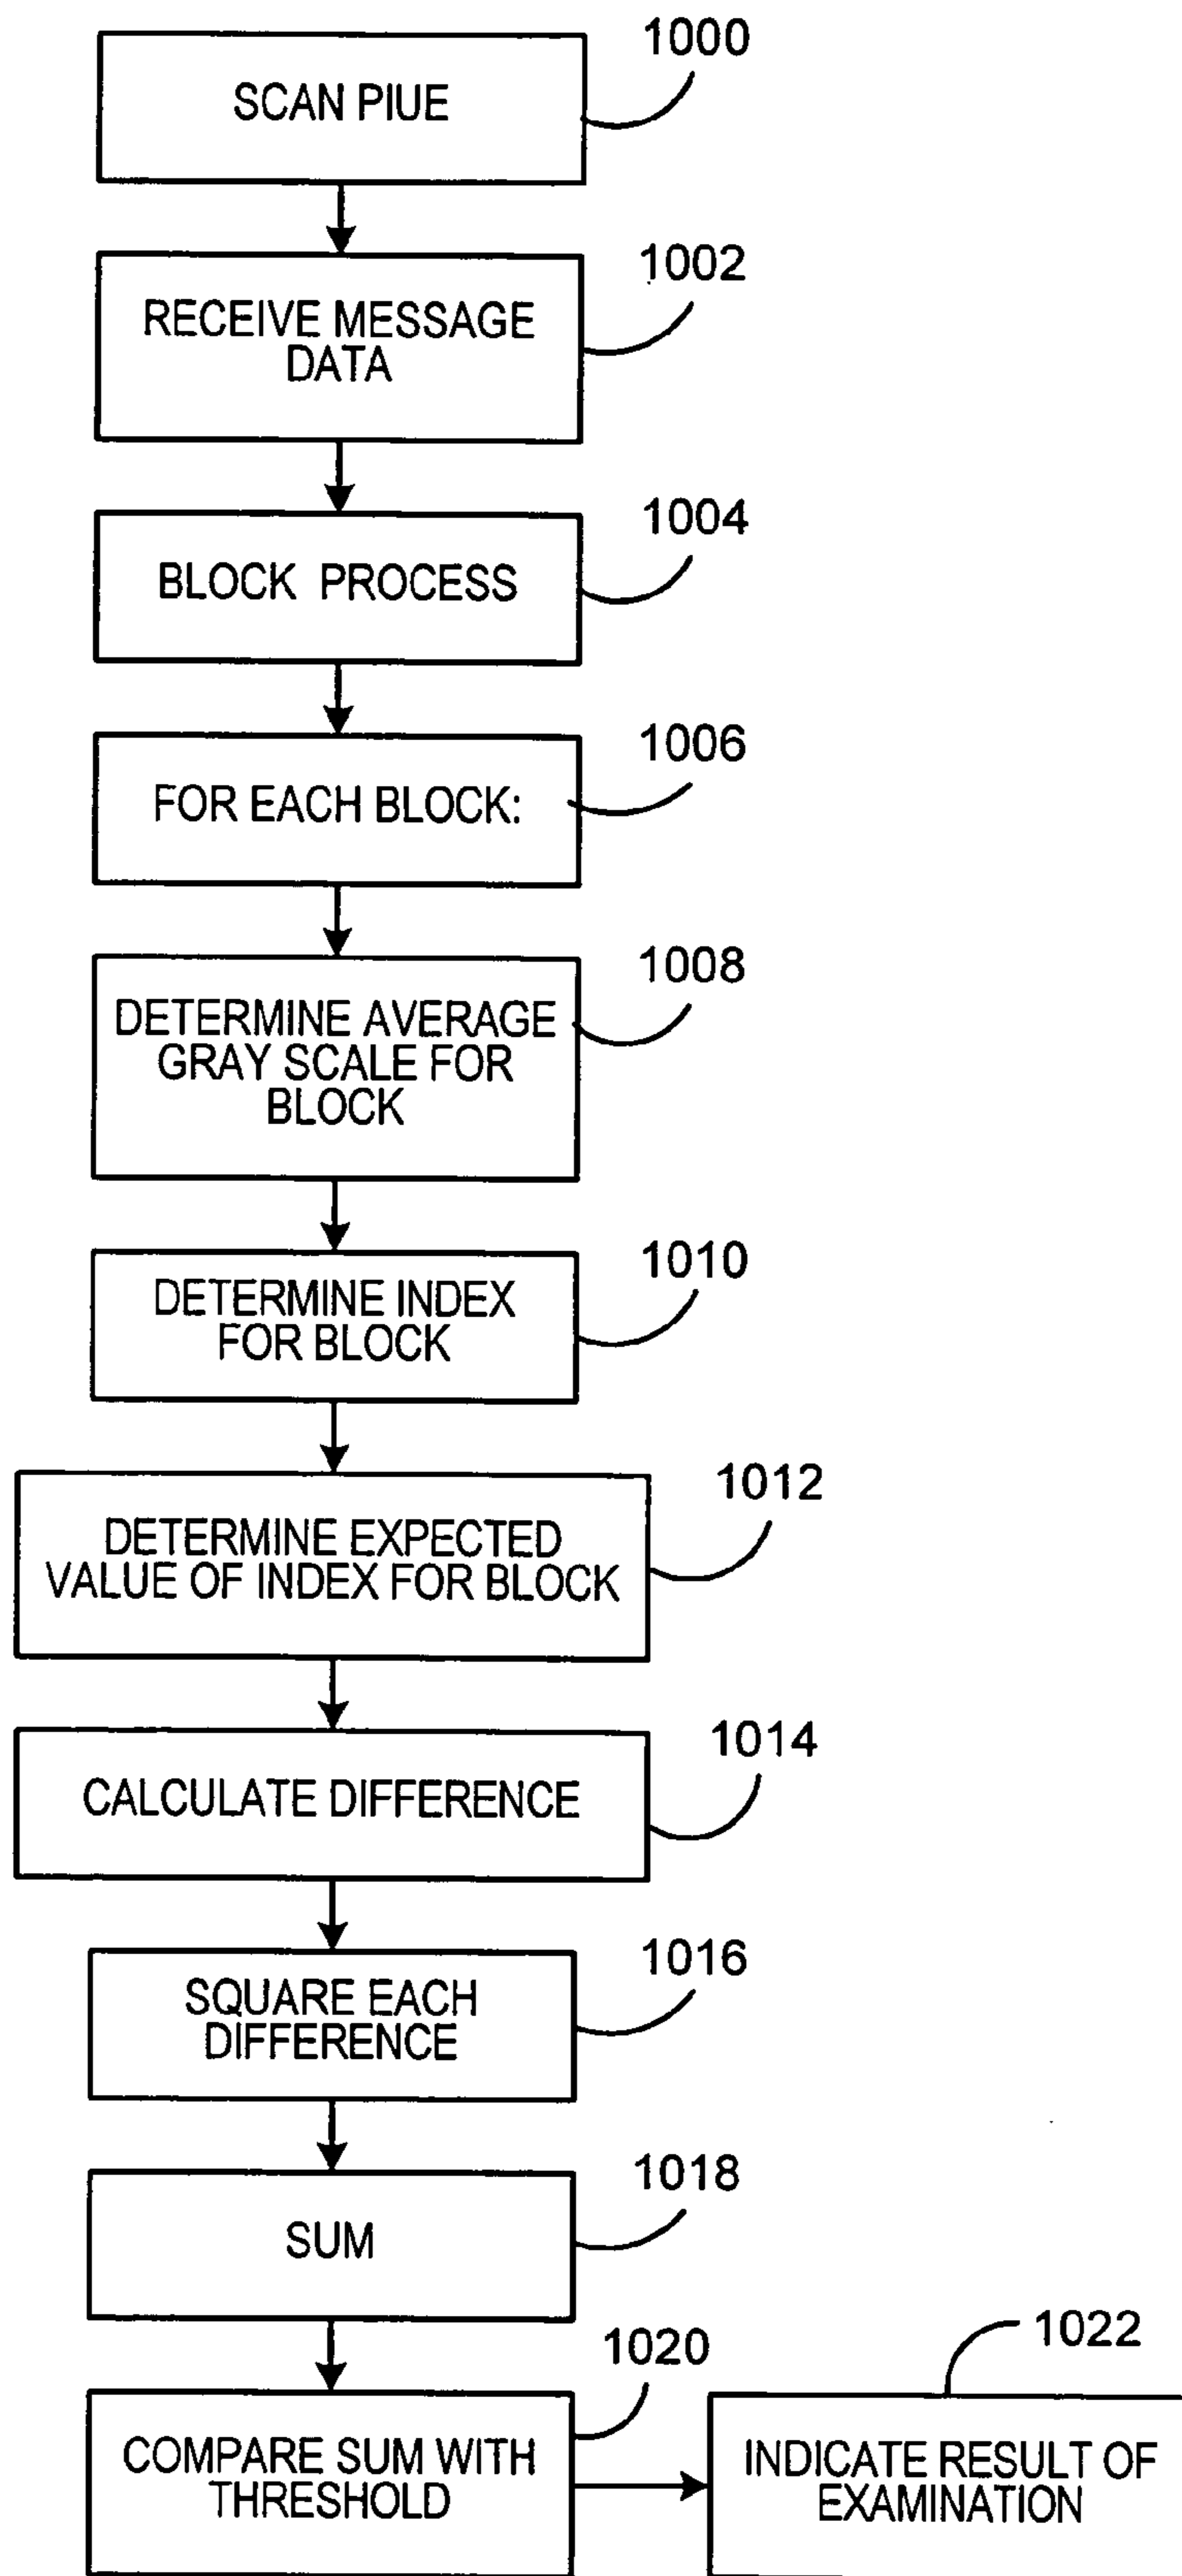 1000
SCAN PIUE
1002
RECEIVE MESSAGE
DATA
1004
BLOCK PROCESS
1006
FOR EACH BLOCK:
1008
DETERMINE AVERAGE
GRAY SCALE FOR
BLOCK
1010
DETERMINE INDEX
FOR BLOCK
1012
DETERMINE EXPECTED
VALUE OF INDEX FOR BLOCK
1014
CALCULATE DIFFERENCE
1016
SQUARE EACH
DIFFERENCE
1018
SUM
1020
COMPARE SUM WITH
THRESHOLD
1022
INDICATE RESULT OF
EXAMINATION